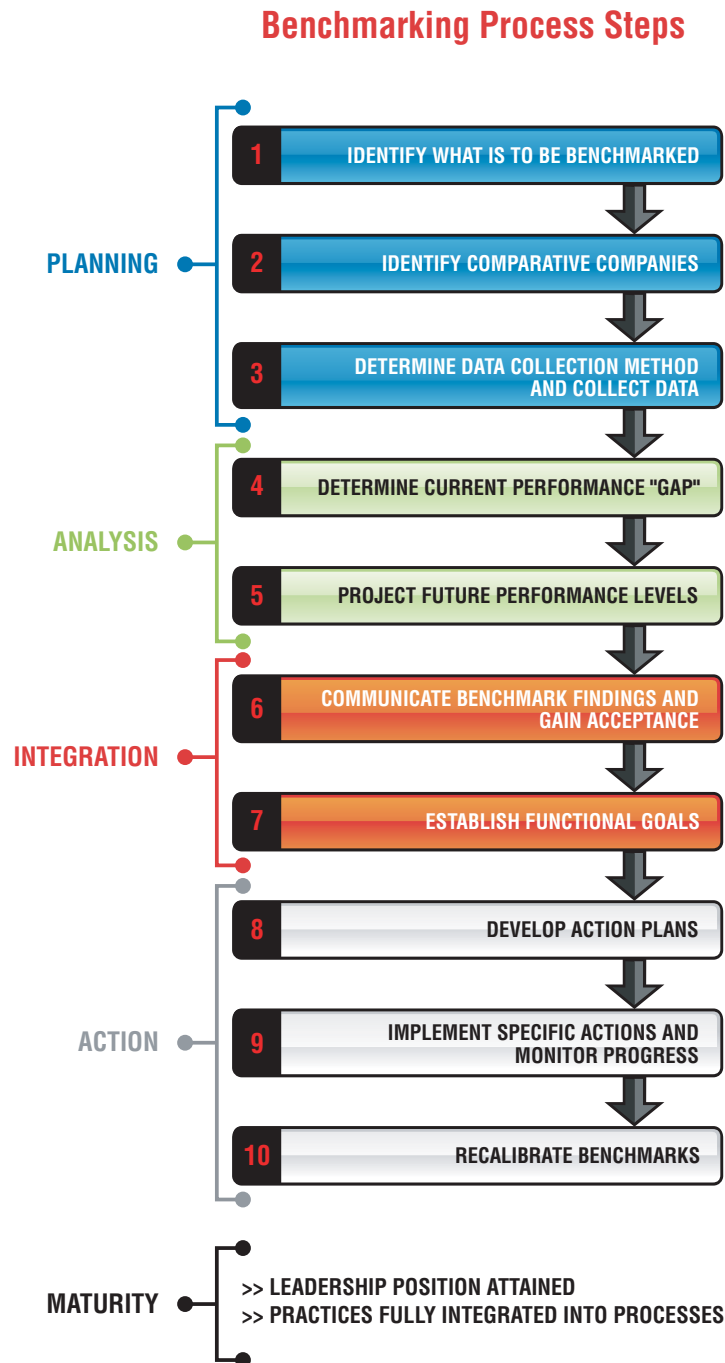 Benchmarking Process Steps
1
IDENTIFY WHAT IS TO BE BENCHMARKED
PLANNING
2
IDENTIFY COMPARATIVE COMPANIES
3
DETERMINE DATA COLLECTION METHOD
AND COLLECT DATA
4
DETERMINE CURRENT PERFORMANCE "GAP"
ANALYSIS
5
PROJECT FUTURE PERFORMANCE LEVELS
6
COMMUNICATE BENCHMARK FINDINGS AND
GAIN ACCEPTANCE
INTEGRATION
7
ESTABLISH FUNCTIONAL GOALS
8
DEVELOP ACTION PLANS
ACTION
9
IMPLEMENT SPECIFIC ACTIONS AND
MONITOR PROGRESS
10
RECALIBRATE BENCHMARKS
MATURITY
>> LEADERSHIP POSITION ATTAINED
>> PRACTICES FULLY INTEGRATED INTO PROCESSES